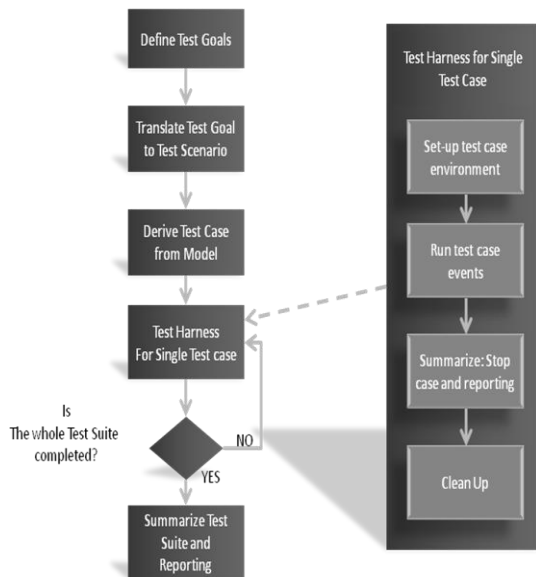 Define Test Goals
Translate Test Goal
to Test Scenario
Derive Test Case
from Model
Test Harness
For Single Test case
Is
The whole Test Suite
completed?
NO
YES
Summarize Test
Suite and
Reporting
Test Harness for Single
Test Case
Set-up test case
environment
Run test case
events
Summarize: Stop
case and reporting
Clean Up